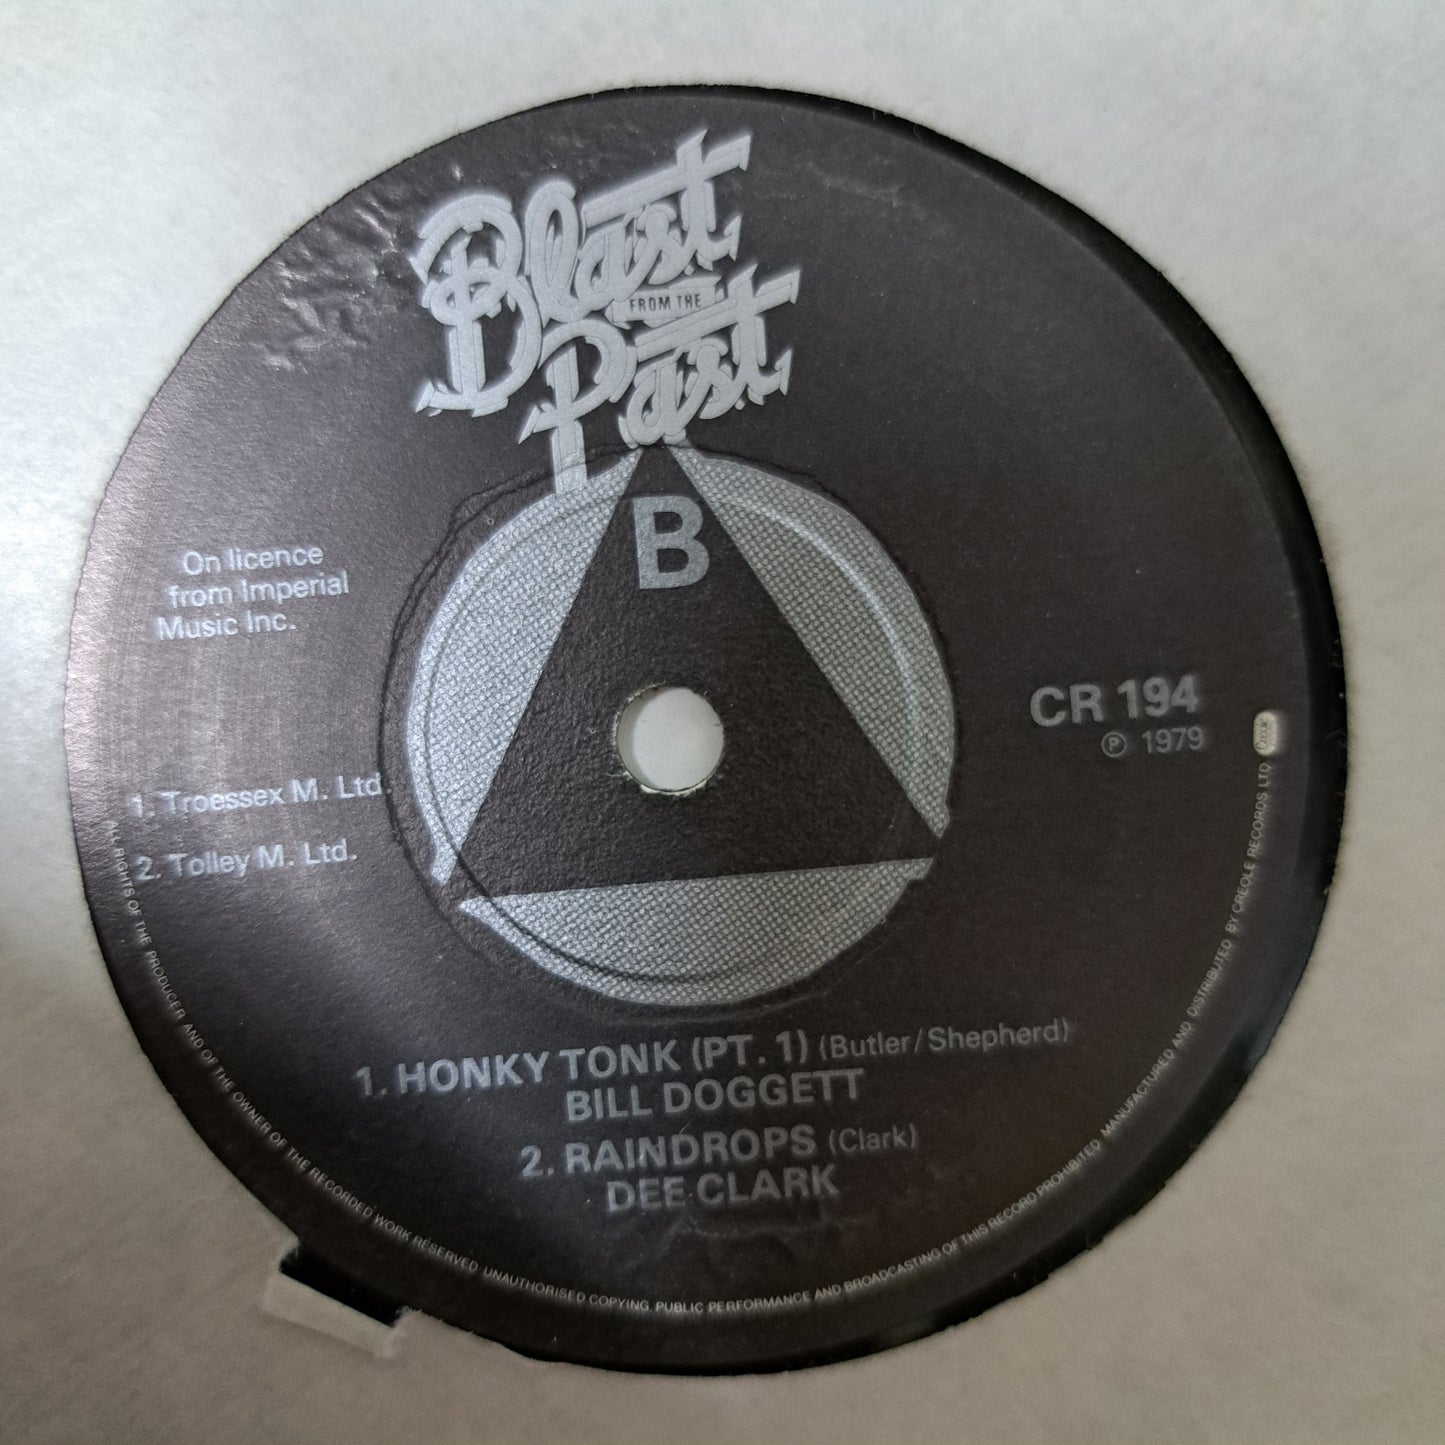 Blast
FROM THE
Past
B
On licence
from Imperial
Music Inc.
CR 194
℗ 1979
1. Troessex M. Ltd.
2. Tolley M. Ltd.
1. HONKY TONK (PT. 1) (Butler/Shepherd)
BILL DOGGETT
2. RAINDROPS (Clark)
DEE CLARK
ALL RIGHTS OF THE PRODUCER AND OF THE OWNER OF THE RECORDED WORK RESERVED UNAUTHORISED COPYING, PUBLIC PERFORMANCE AND BROADCASTING OF THIS RECORD PROHIBITED MANUFACTURED AND DISTRIBUTED BY CREOLE RECORDS LTD
Creole